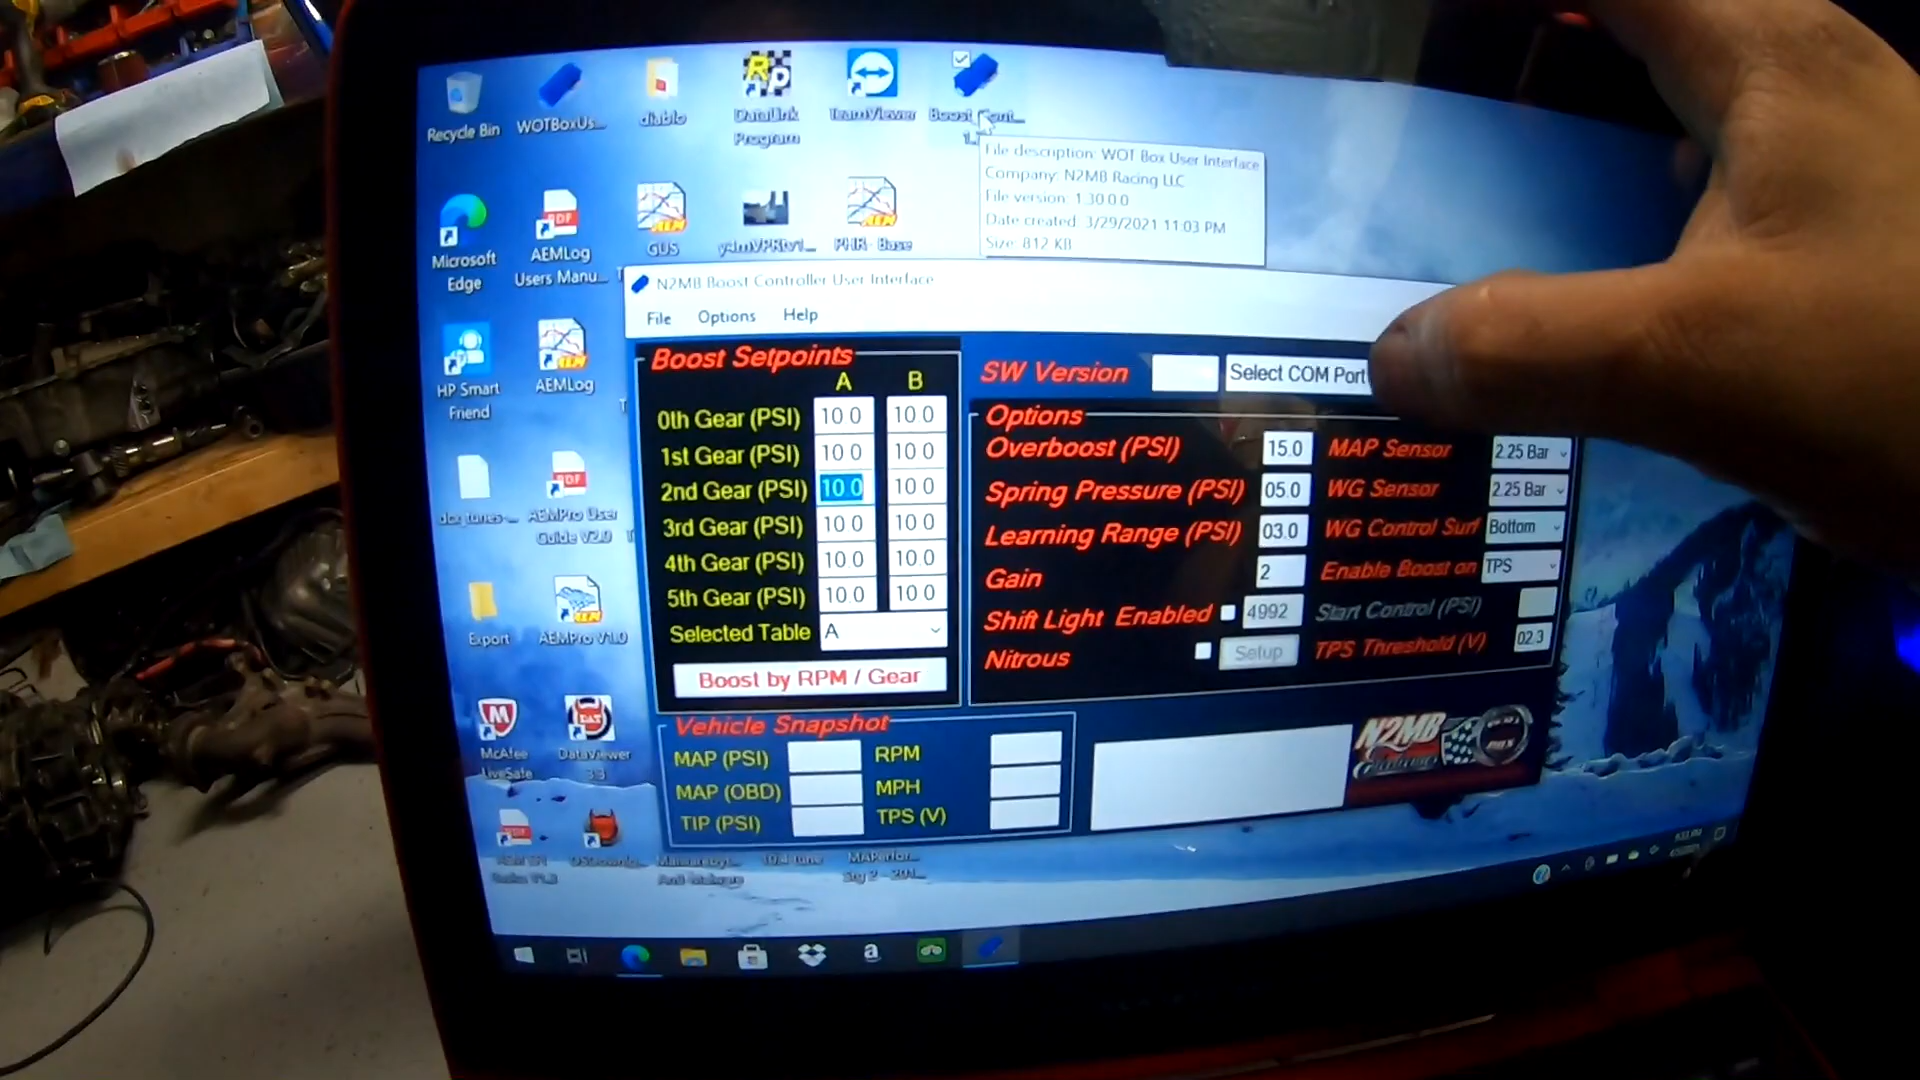 Recycle Bin
WOTBoxUs...
diablo
DataLink
Program
TeamViewer
Boost_Cont...
File description: WOT Box User Interface
Company: N2MB Racing LLC
File version: 1.30.0.0
Date created: 3/29/2021 11:03 PM
Size: 812 KB
Microsoft
Edge
AEMLog
Users Manu...
GUS
PHR - Base
HP Smart
Friend
AEMLog
AEMPro User
Guide V2.0
Export
AEMPro V1.0
McAfee
LiveSafe
DataViewer
3.3
N2MB Boost Controller User Interface
File Options Help
Boost Setpoints
A B
0th Gear (PSI) 10.0 10.0
1st Gear (PSI) 10.0 10.0
2nd Gear (PSI) 10.0 10.0
3rd Gear (PSI) 10.0 10.0
4th Gear (PSI) 10.0 10.0
5th Gear (PSI) 10.0 10.0
Selected Table A
Boost by RPM / Gear
SW Version Select COM Port
Options
Overboost (PSI) 15.0 MAP Sensor 2.25 Bar
Spring Pressure (PSI) 05.0 WG Sensor 2.25 Bar
Learning Range (PSI) 03.0 WG Control Surf Bottom
Gain 2 Enable Boost on TPS
Shift Light Enabled 4992 Start Control (PSI)
Nitrous Setup TPS Threshold (V) 02.3
Vehicle Snapshot
MAP (PSI) RPM
MAP (OBD) MPH
TIP (PSI) TPS (V)
N2MB